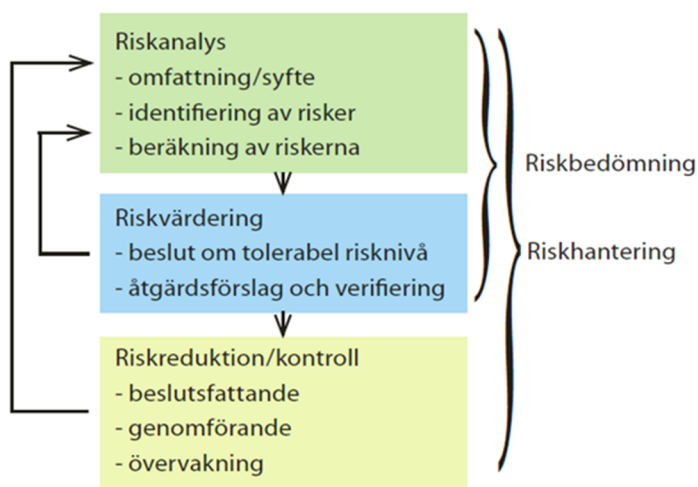 Riskanalys
- omfattning/syfte
- identifiering av risker
- beräkning av riskerna
Riskvärdering
- beslut om tolerabel risknivå
- åtgärdsförslag och verifiering
Riskreduktion/kontroll
- beslutsfattande
- genomförande
- övervakning
Riskbedömning
Riskhantering